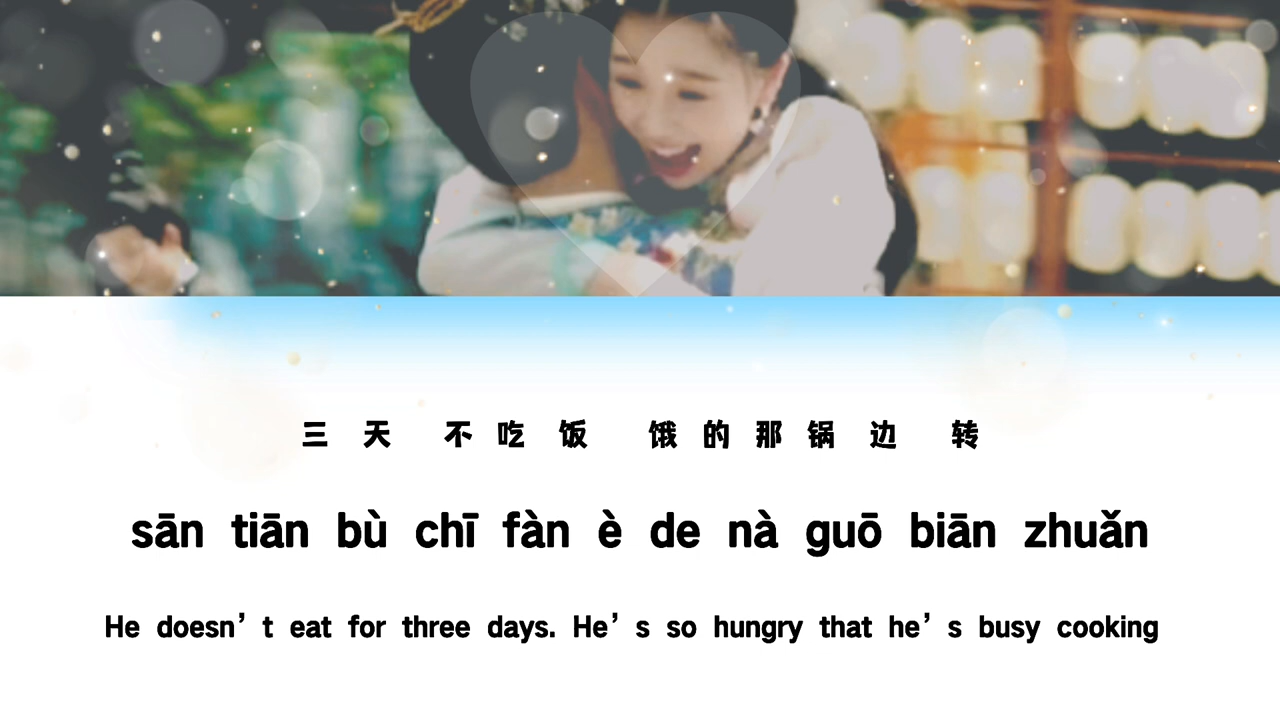 三 天 不 吃 饭 饿 的 那 锅 边 转
sān tiān bù chī fàn è de nà guō biān zhuǎn
He doesn’t eat for three days. He’s so hungry that he’s busy cooking